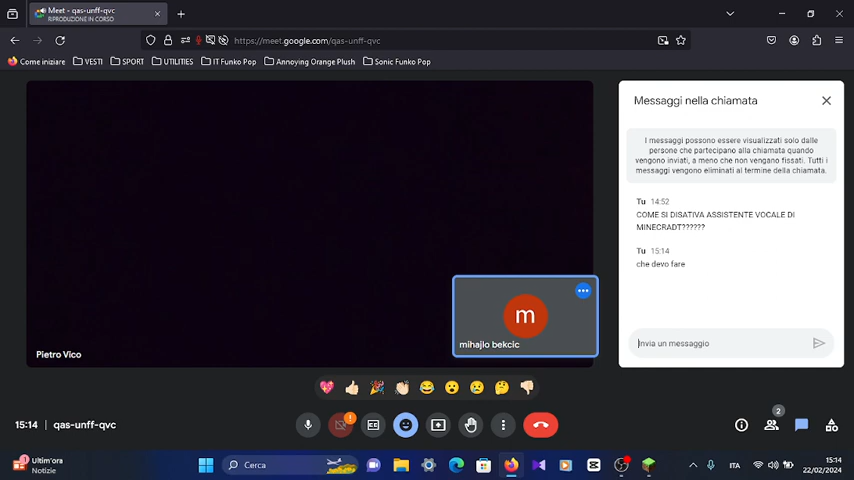 Meet - qas-unff-qvc
RIPRODUZIONE IN CORSO
https://meet.google.com/qas-unff-qvc
Come iniziare
VESTI
SPORT
UTILITIES
IT Funko Pop
Annoying Orange Plush
Sonic Funko Pop
Messaggi nella chiamata
I messaggi possono essere visualizzati solo dalle
persone che partecipano alla chiamata quando
vengono inviati, a meno che non vengano fissati. Tutti i
messaggi vengono eliminati al termine della chiamata.
Tu 14:52
COME SI DISATIVA ASSISTENTE VOCALE DI
MINECRADT??????
Tu 15:14
che devo fare
m
mihajlo bekcic
Pietro Vico
Invia un messaggio
15:14 | qas-unff-qvc
2
1
Ultim'ora
Notizie
Cerca
ITA
15:14
22/02/2024